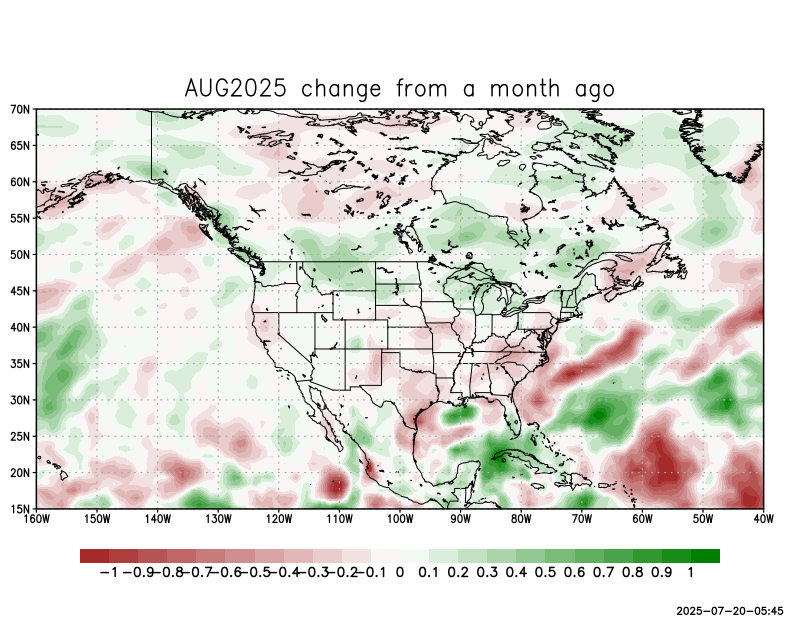 AUG2025 change from a month ago
70N
65N
60N
55N
50N
45N
40N
35N
30N
25N
20N
15N
160W 150W 140W 130W 120W 110W 100W 90W 80W 70W 60W 50W 40W
−1 −0.9 −0.8 −0.7 −0.6 −0.5 −0.4 −0.3 −0.2 −0.1 0 0.1 0.2 0.3 0.4 0.5 0.6 0.7 0.8 0.9 1
2025-07-20-05:45